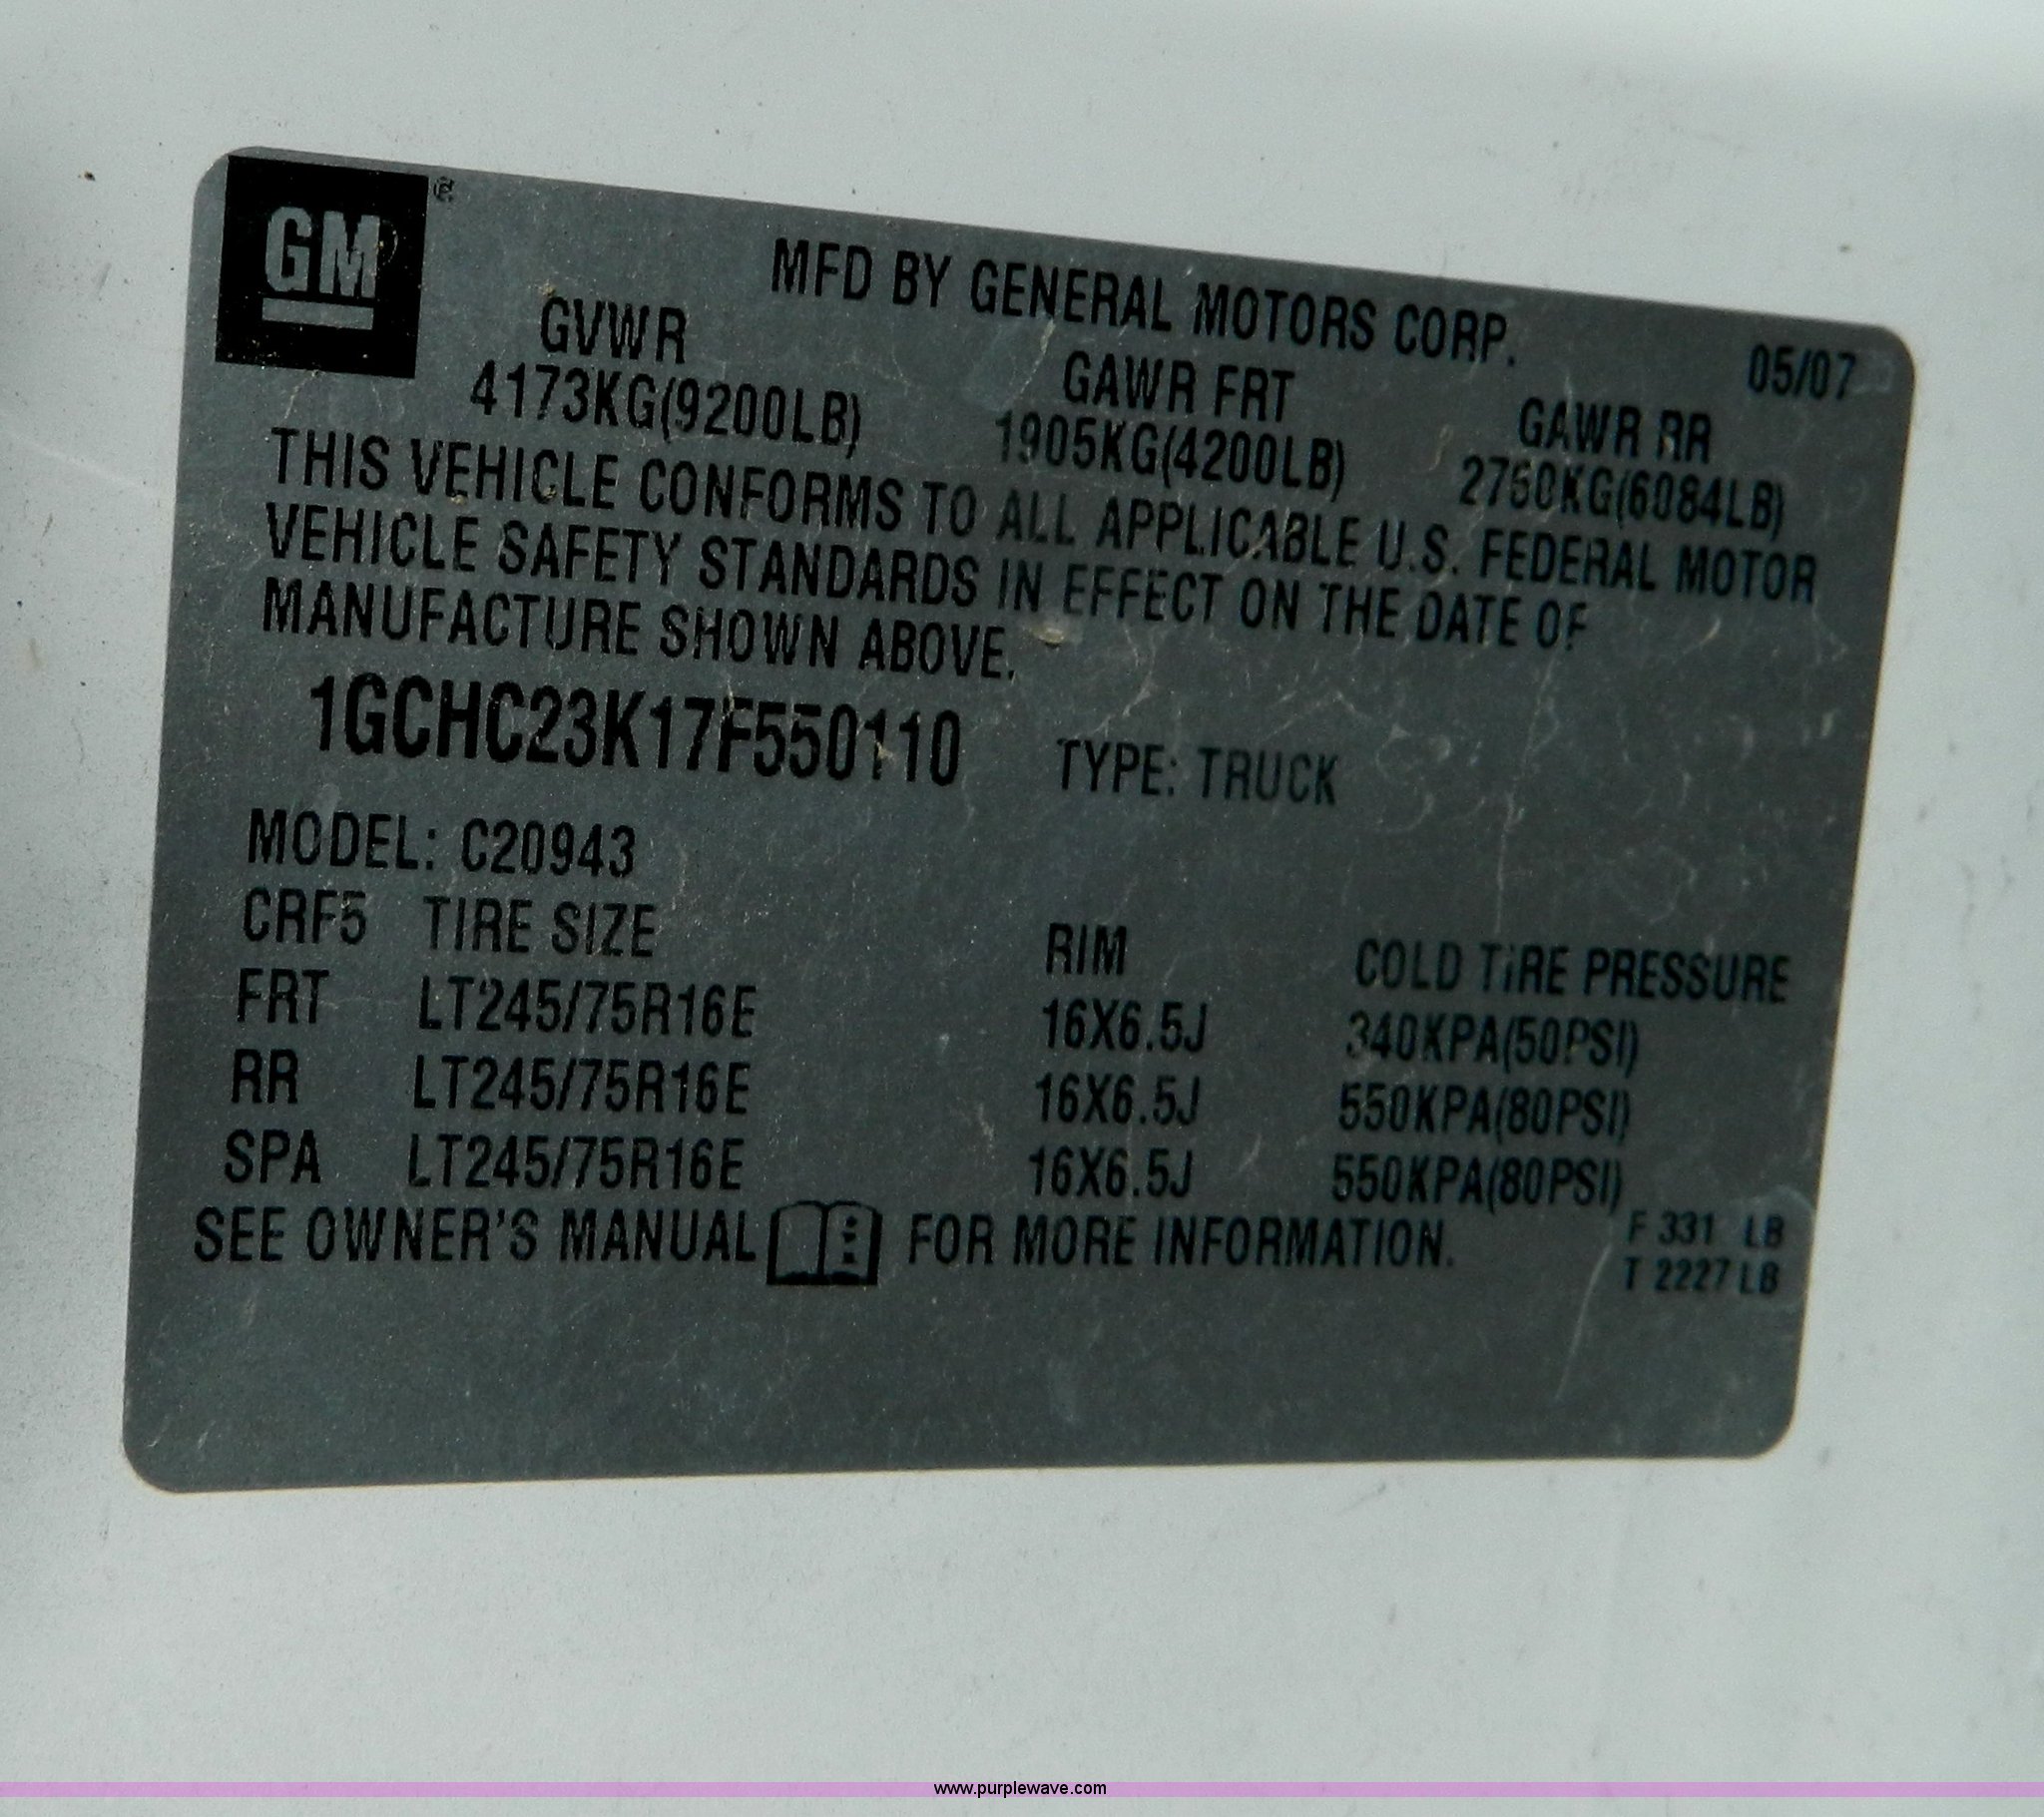 GM
MFD BY GENERAL MOTORS CORP.
05/07
GVWR
GAWR FRT
GAWR RR
4173KG(9200LB)
1905KG(4200LB)
2760KG(6084LB)
THIS VEHICLE CONFORMS TO ALL APPLICABLE U.S. FEDERAL MOTOR
VEHICLE SAFETY STANDARDS IN EFFECT ON THE DATE OF
MANUFACTURE SHOWN ABOVE.
1GCHC23K17F550110 TYPE: TRUCK
MODEL: C20943
CRF5 TIRE SIZE RIM COLD TIRE PRESSURE
FRT LT245/75R16E 16X6.5J 340KPA(50PSI)
RR LT245/75R16E 16X6.5J 550KPA(80PSI)
SPA LT245/75R16E 16X6.5J 550KPA(80PSI)
SEE OWNER'S MANUAL FOR MORE INFORMATION.
F 331 LB
T 2227 LB
www.purplewave.com